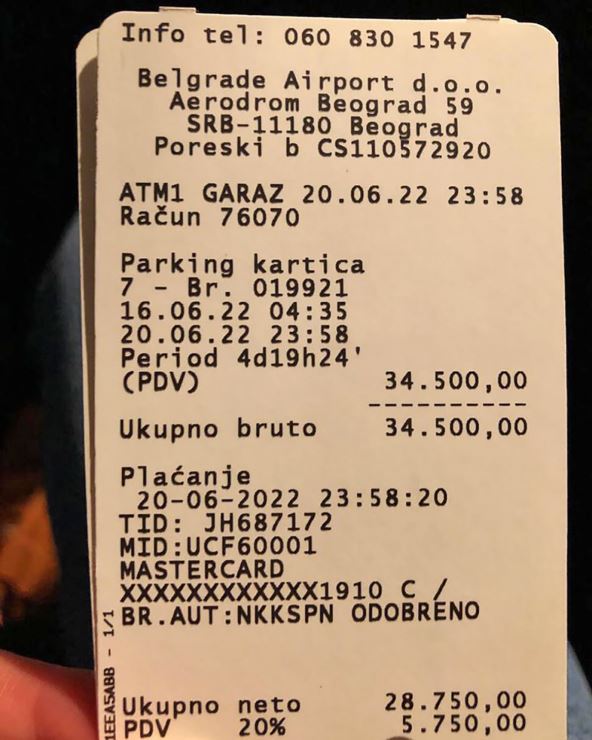 Info tel: 060 830 1547
Belgrade Airport d.o.o.
Aerodrom Beograd 59
SRB-11180 Beograd
Poreski b CS110572920
ATM1 GARAZ 20.06.22 23:58
Račun 76070
Parking kartica
7 - Br. 019921
16.06.22 04:35
20.06.22 23:58
Period 4d19h24'
(PDV) 34.500,00
----------
Ukupno bruto 34.500,00
Plaćanje
20-06-2022 23:58:20
TID: JH687172
MID:UCF60001
MASTERCARD
XXXXXXXXXXXX1910 C /
BR.AUT:NKKSPN ODOBRENO
Ukupno neto 28.750,00
PDV 20% 5.750,00
1EEA5ABB - 1/1